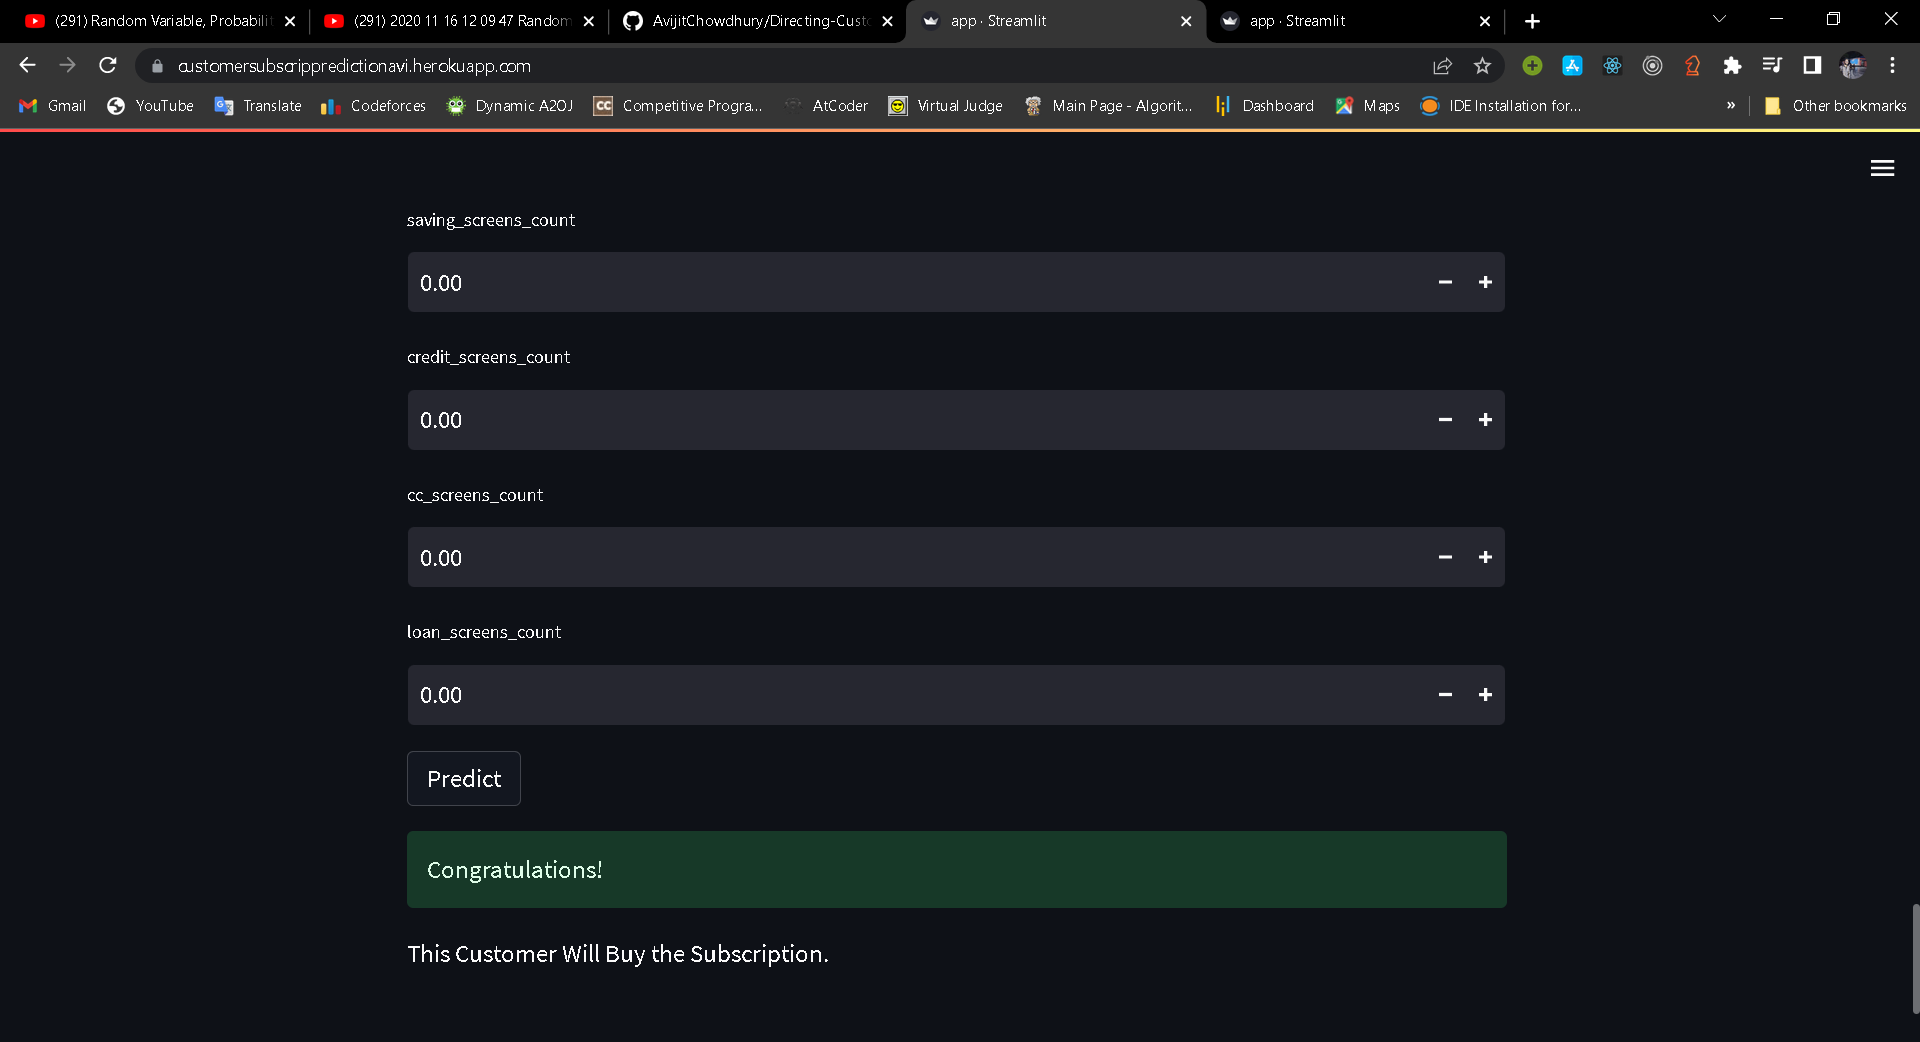 (291) Random Variable, Probabilit
(291) 2020 11 16 12 09 47 Random
AvijitChowdhury/Directing-Cust
app · Streamlit
app · Streamlit
customersubscrippredictionavi.herokuapp.com
Gmail
YouTube
Translate
Codeforces
Dynamic A2OJ
CC
Competitive Progra...
AtCoder
Virtual Judge
Main Page - Algorit...
Dashboard
Maps
IDE Installation for...
»
Other bookmarks
saving_screens_count
0.00
credit_screens_count
0.00
cc_screens_count
0.00
loan_screens_count
0.00
Predict
Congratulations!
This Customer Will Buy the Subscription.